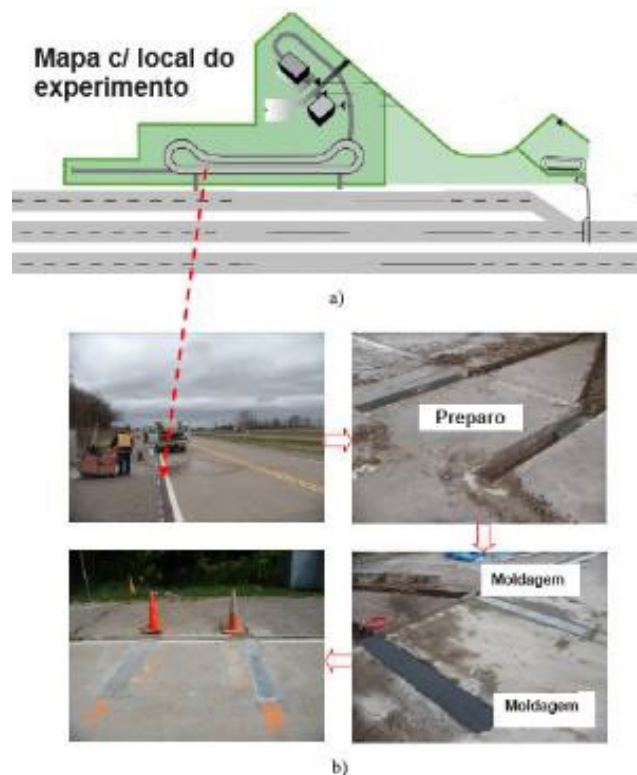 Mapa c/ local do
experimento
a)
Preparo
Moldagem
Moldagem
b)